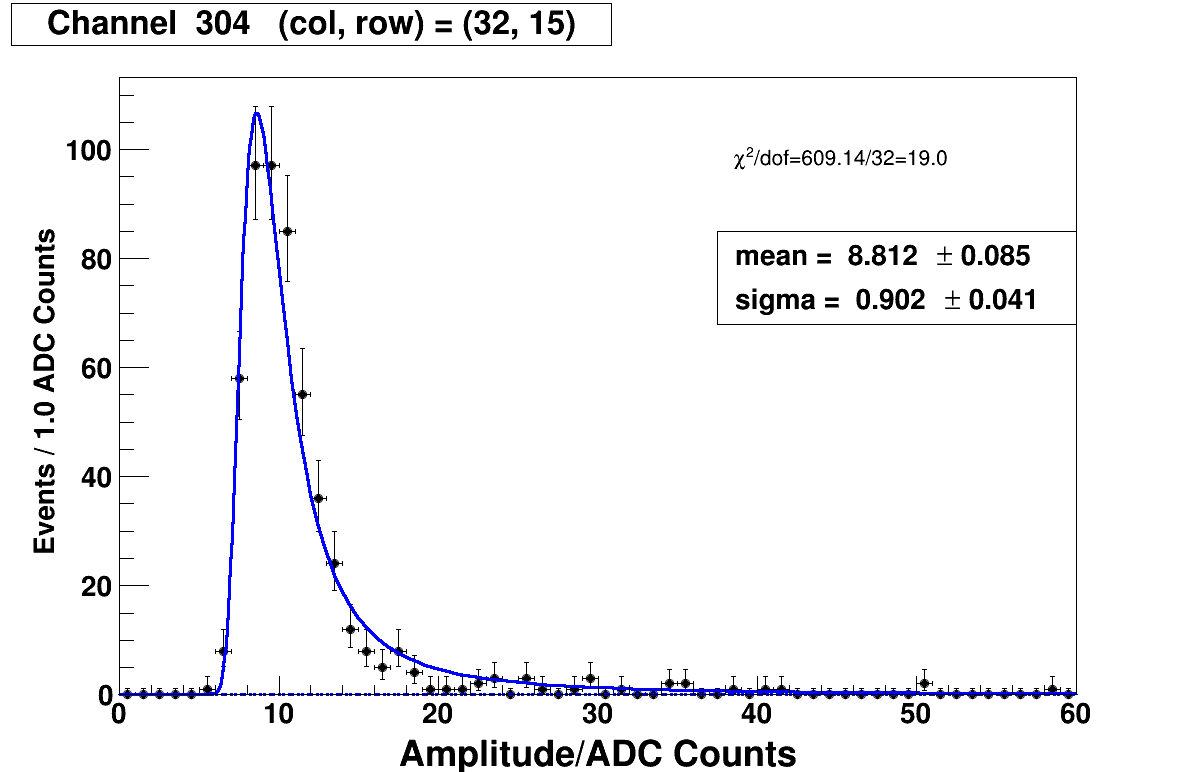 Channel 304 (col, row) = (32, 15)
χ²/dof=609.14/32=19.0
mean = 8.812 ± 0.085
sigma = 0.902 ± 0.041
Events / 1.0 ADC Counts
100
80
60
40
20
0
0 10 20 30 40 50 60
Amplitude/ADC Counts